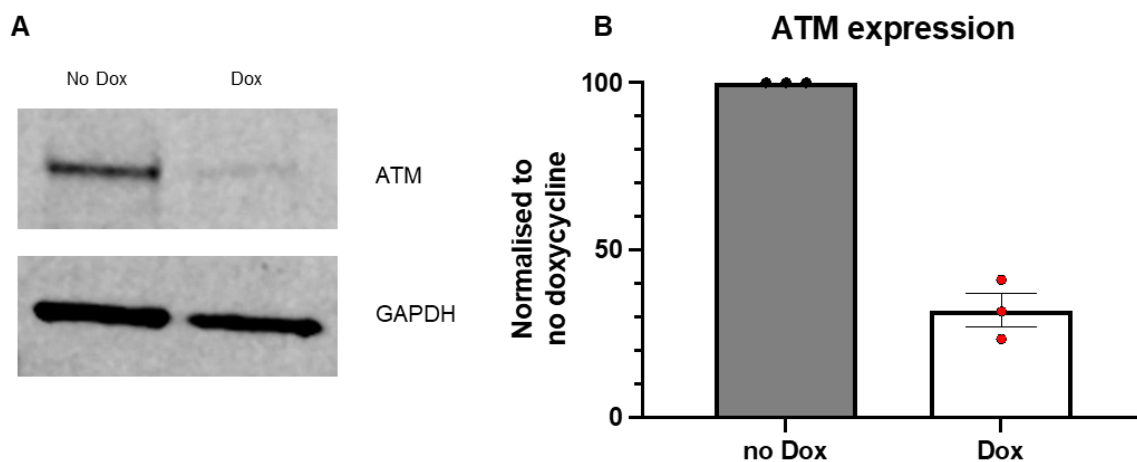 A
No Dox Dox
ATM
GAPDH
B
ATM expression
Normalised to
no doxycycline
100
50
0
no Dox Dox